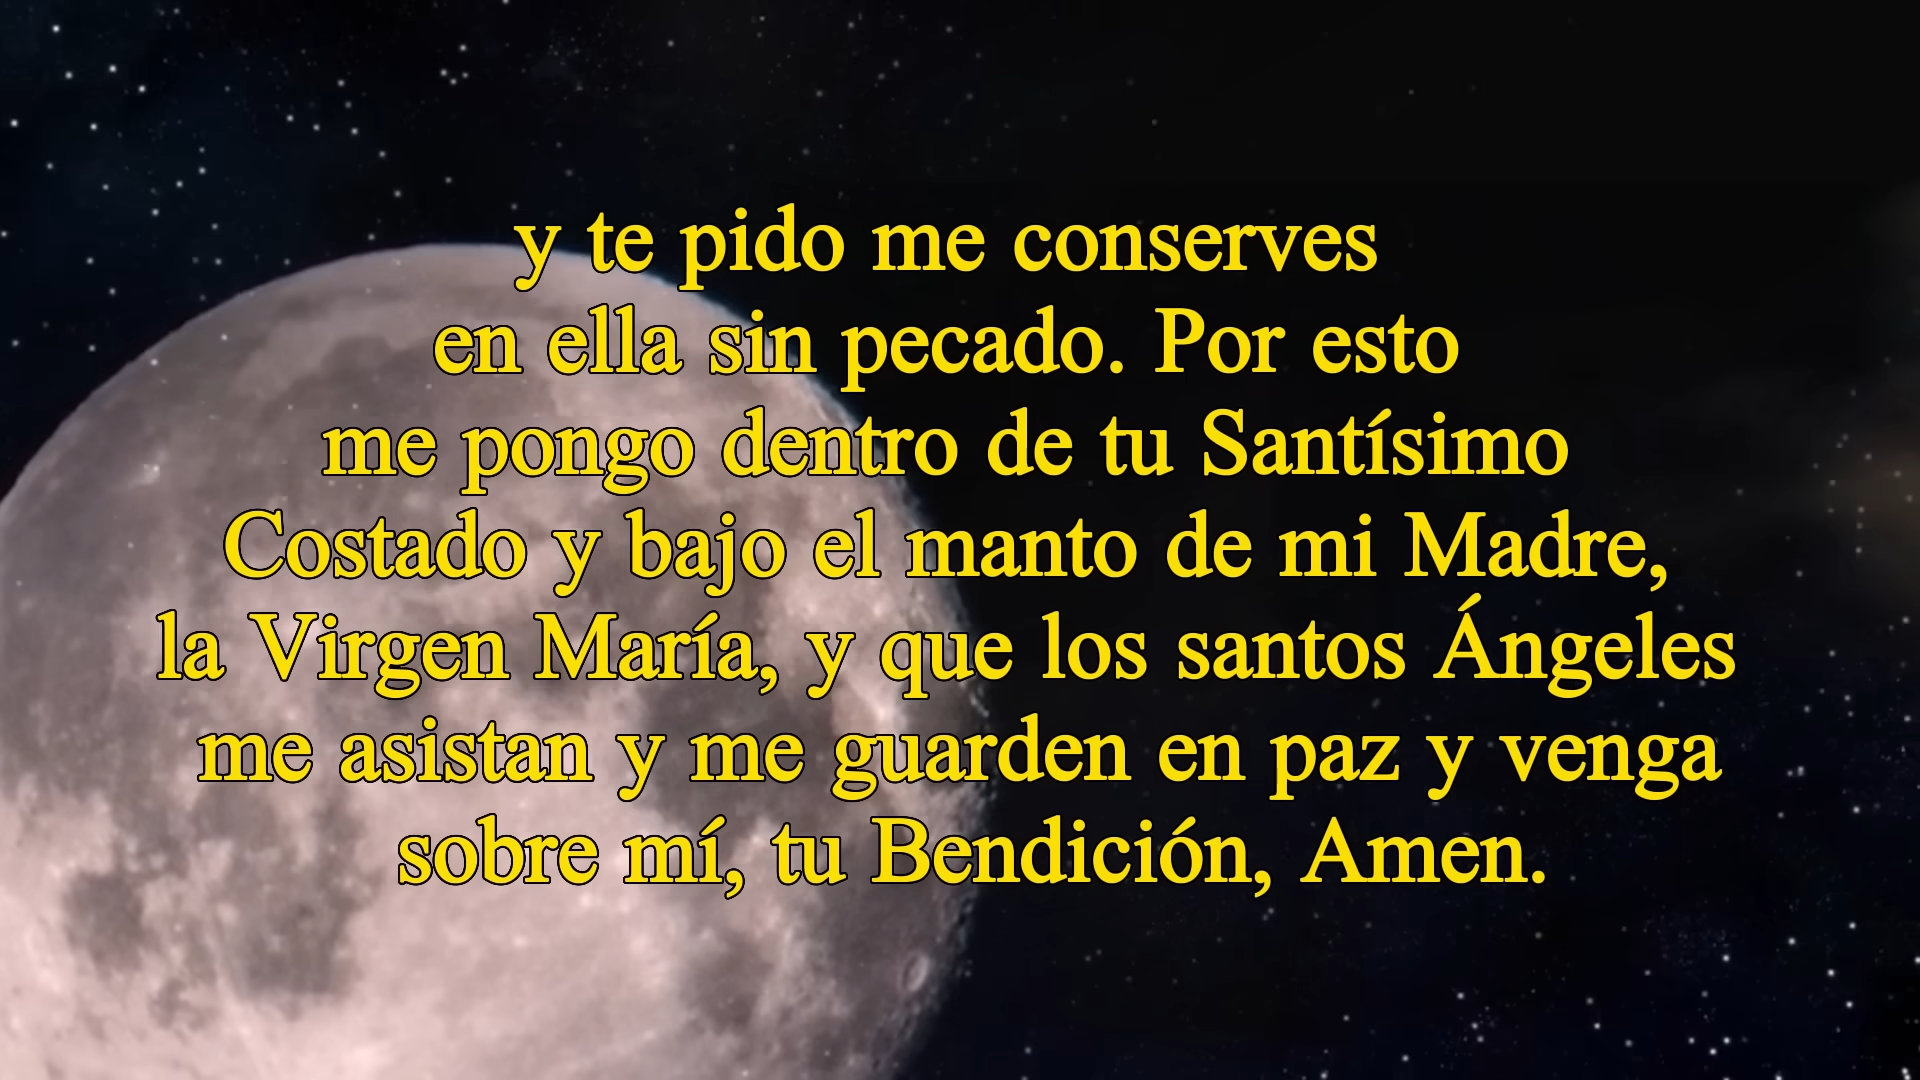 y te pido me conserves
en ella sin pecado. Por esto
me pongo dentro de tu Santísimo
Costado y bajo el manto de mi Madre,
la Virgen María, y que los santos Ángeles
me asistan y me guarden en paz y venga
sobre mí, tu Bendición, Amen.